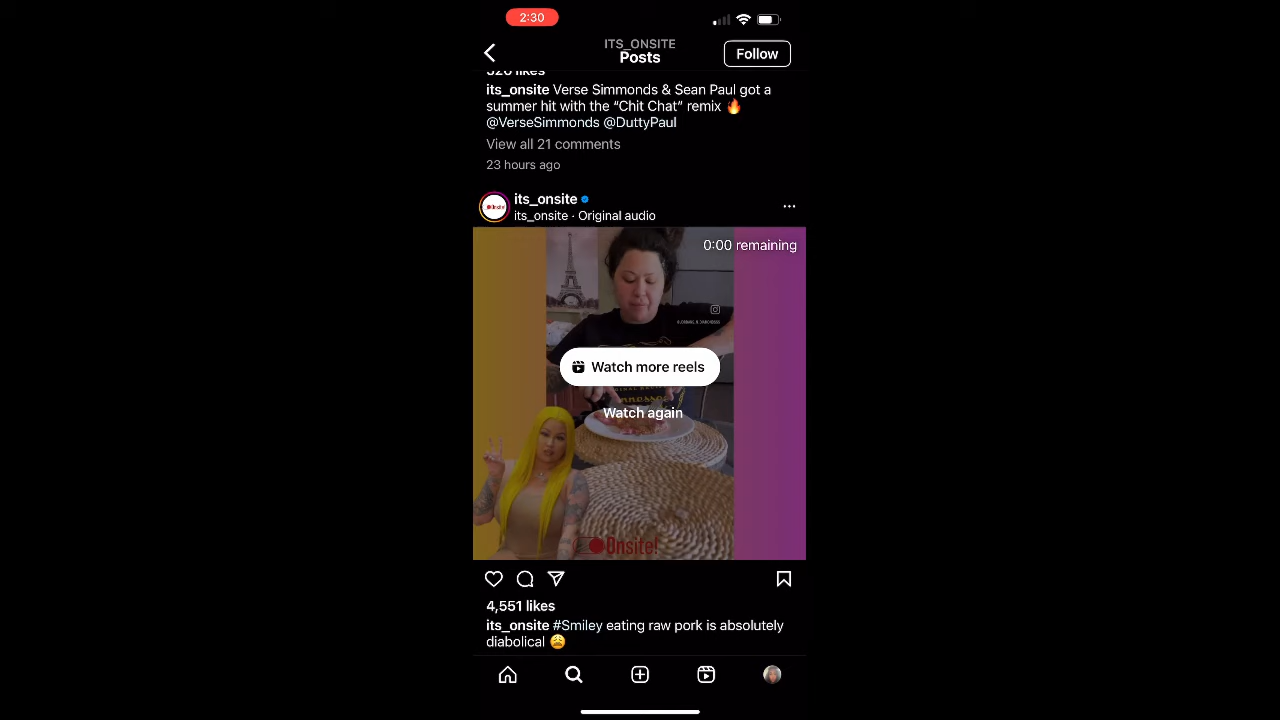 2:30
ITS_ONSITE
Posts
Follow
320 likes
its_onsite Verse Simmonds & Sean Paul got a
summer hit with the “Chit Chat” remix 🔥
@VerseSimmonds @DuttyPaul
View all 21 comments
23 hours ago
its_onsite
its_onsite · Original audio
0:00 remaining
Watch more reels
Watch again
Onsite!
4,551 likes
its_onsite #Smiley eating raw pork is absolutely
diabolical 😩